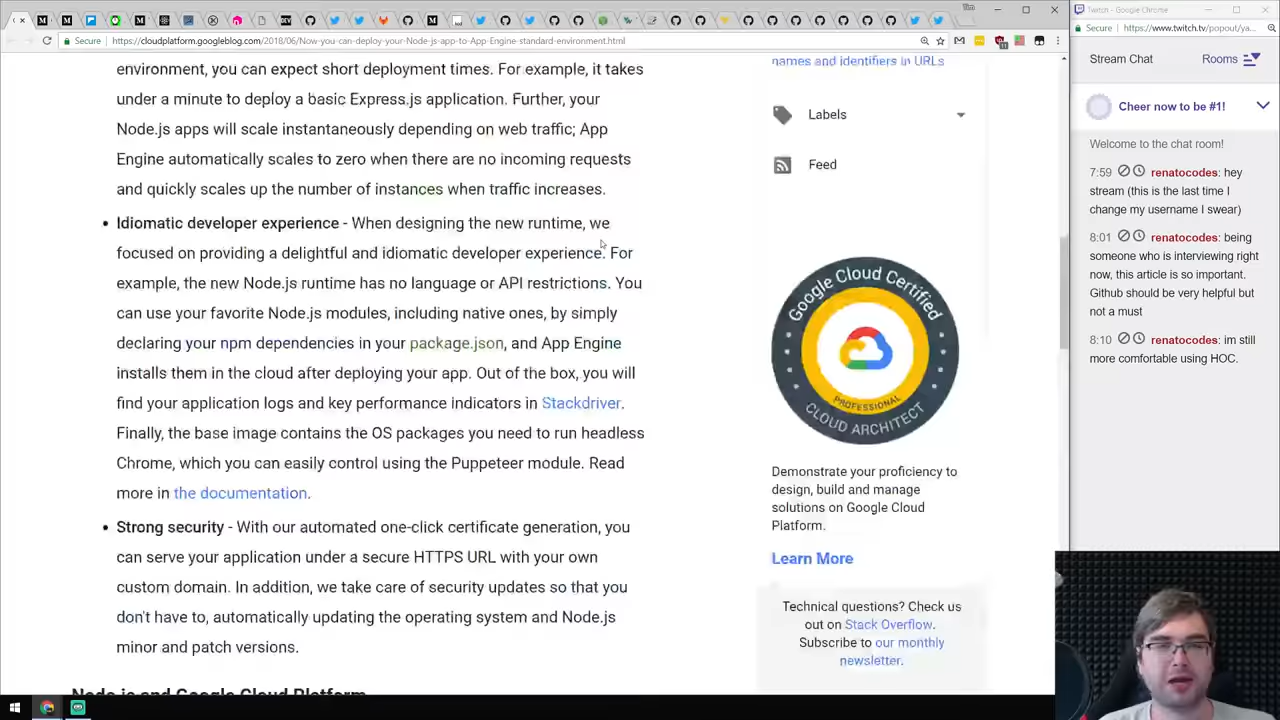 Twitch - Google Chrome
Secure
https://cloudplatform.googleblog.com/2018/06/Now-you-can-deploy-your-Node-js-app-to-App-Engine-standard-environment.html
Secure
https://www.twitch.tv/popout/ya...
environment, you can expect short deployment times. For example, it takes
under a minute to deploy a basic Express.js application. Further, your
Node.js apps will scale instantaneously depending on web traffic; App
Engine automatically scales to zero when there are no incoming requests
and quickly scales up the number of instances when traffic increases.
• Idiomatic developer experience - When designing the new runtime, we
focused on providing a delightful and idiomatic developer experience. For
example, the new Node.js runtime has no language or API restrictions. You
can use your favorite Node.js modules, including native ones, by simply
declaring your npm dependencies in your package.json, and App Engine
installs them in the cloud after deploying your app. Out of the box, you will
find your application logs and key performance indicators in Stackdriver.
Finally, the base image contains the OS packages you need to run headless
Chrome, which you can easily control using the Puppeteer module. Read
more in the documentation.
• Strong security - With our automated one-click certificate generation, you
can serve your application under a secure HTTPS URL with your own
custom domain. In addition, we take care of security updates so that you
don't have to, automatically updating the operating system and Node.js
minor and patch versions.
Node.js and Google Cloud Platform
names and identifiers in URLs
Labels
Feed
Google Cloud Certified
PROFESSIONAL
CLOUD ARCHITECT
Demonstrate your proficiency to
design, build and manage
solutions on Google Cloud
Platform.
Learn More
Technical questions? Check us
out on Stack Overflow.
Subscribe to our monthly
newsletter.
Stream Chat
Rooms
Cheer now to be #1!
Welcome to the chat room!
7:59 renatocodes: hey
stream (this is the last time I
change my username I swear)
8:01 renatocodes: being
someone who is interviewing right
now, this article is so important.
Github should be very helpful but
not a must
8:10 renatocodes: im still
more comfortable using HOC.